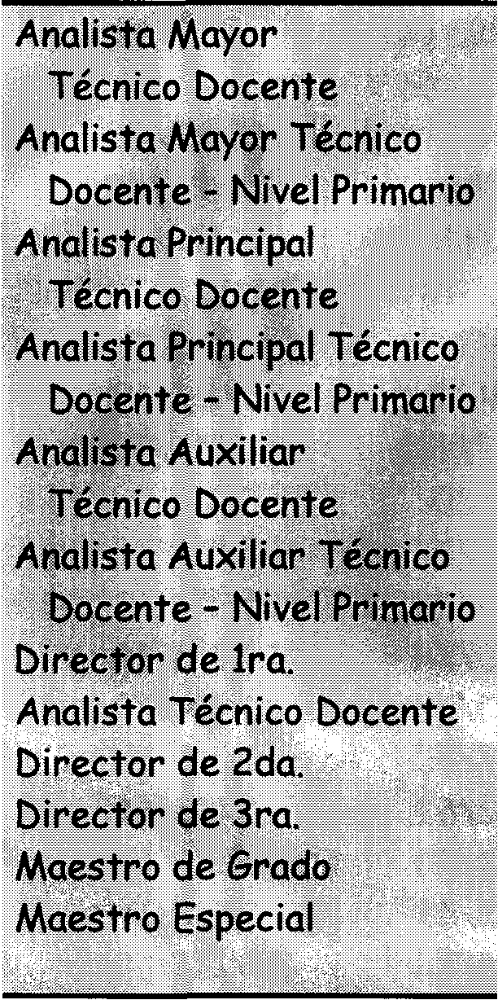 Analista Mayor
Técnico Docente
Analista Mayor Técnico
Docente - Nivel Primario
Analista Principal
Técnico Docente
Analista Principal Técnico
Docente - Nivel Primario
Analista Auxiliar
Técnico Docente
Analista Auxiliar Técnico
Docente - Nivel Primario
Director de 1ra.
Analista Técnico Docente
Director de 2da.
Director de 3ra.
Maestro de Grado
Maestro Especial